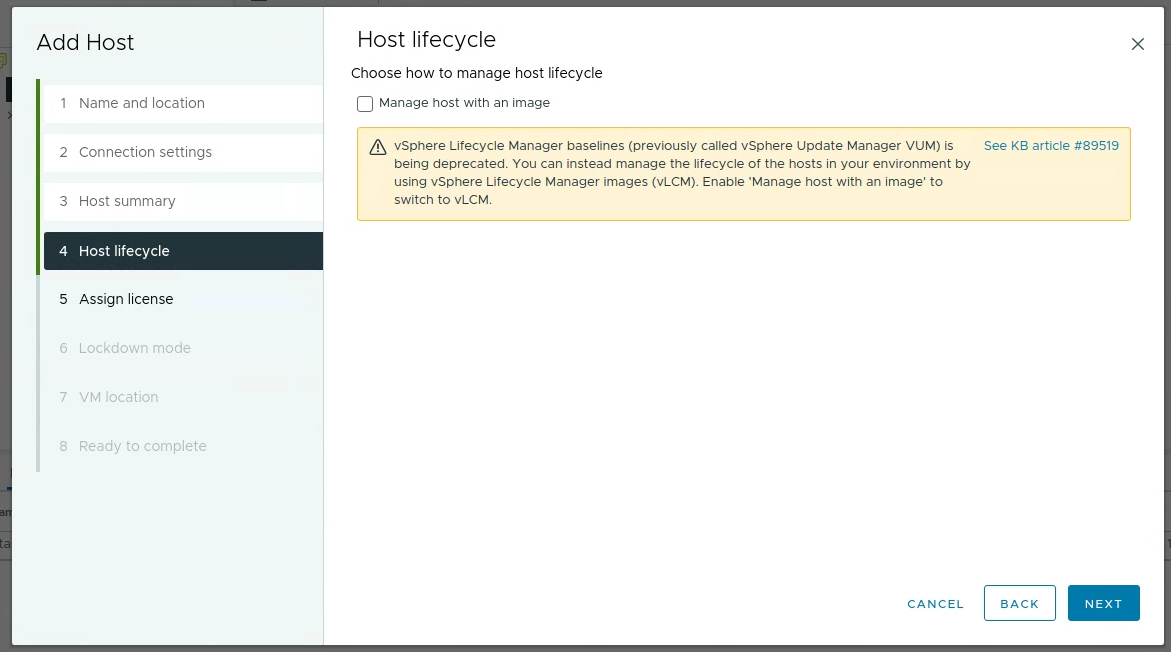 Add Host
1 Name and location
2 Connection settings
3 Host summary
4 Host lifecycle
5 Assign license
6 Lockdown mode
7 VM location
8 Ready to complete
Host lifecycle
Choose how to manage host lifecycle
Manage host with an image
vSphere Lifecycle Manager baselines (previously called vSphere Update Manager VUM) is
being deprecated. You can instead manage the lifecycle of the hosts in your environment by
using vSphere Lifecycle Manager images (vLCM). Enable 'Manage host with an image' to
switch to vLCM.
See KB article #89519
CANCEL
BACK
NEXT